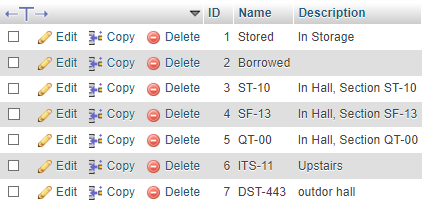 ID Name Description
Edit Copy Delete 1 Stored In Storage
Edit Copy Delete 2 Borrowed
Edit Copy Delete 3 ST-10 In Hall, Section ST-10
Edit Copy Delete 4 SF-13 In Hall, Section SF-13
Edit Copy Delete 5 QT-00 In Hall, Section QT-00
Edit Copy Delete 6 ITS-11 Upstairs
Edit Copy Delete 7 DST-443 outdor hall